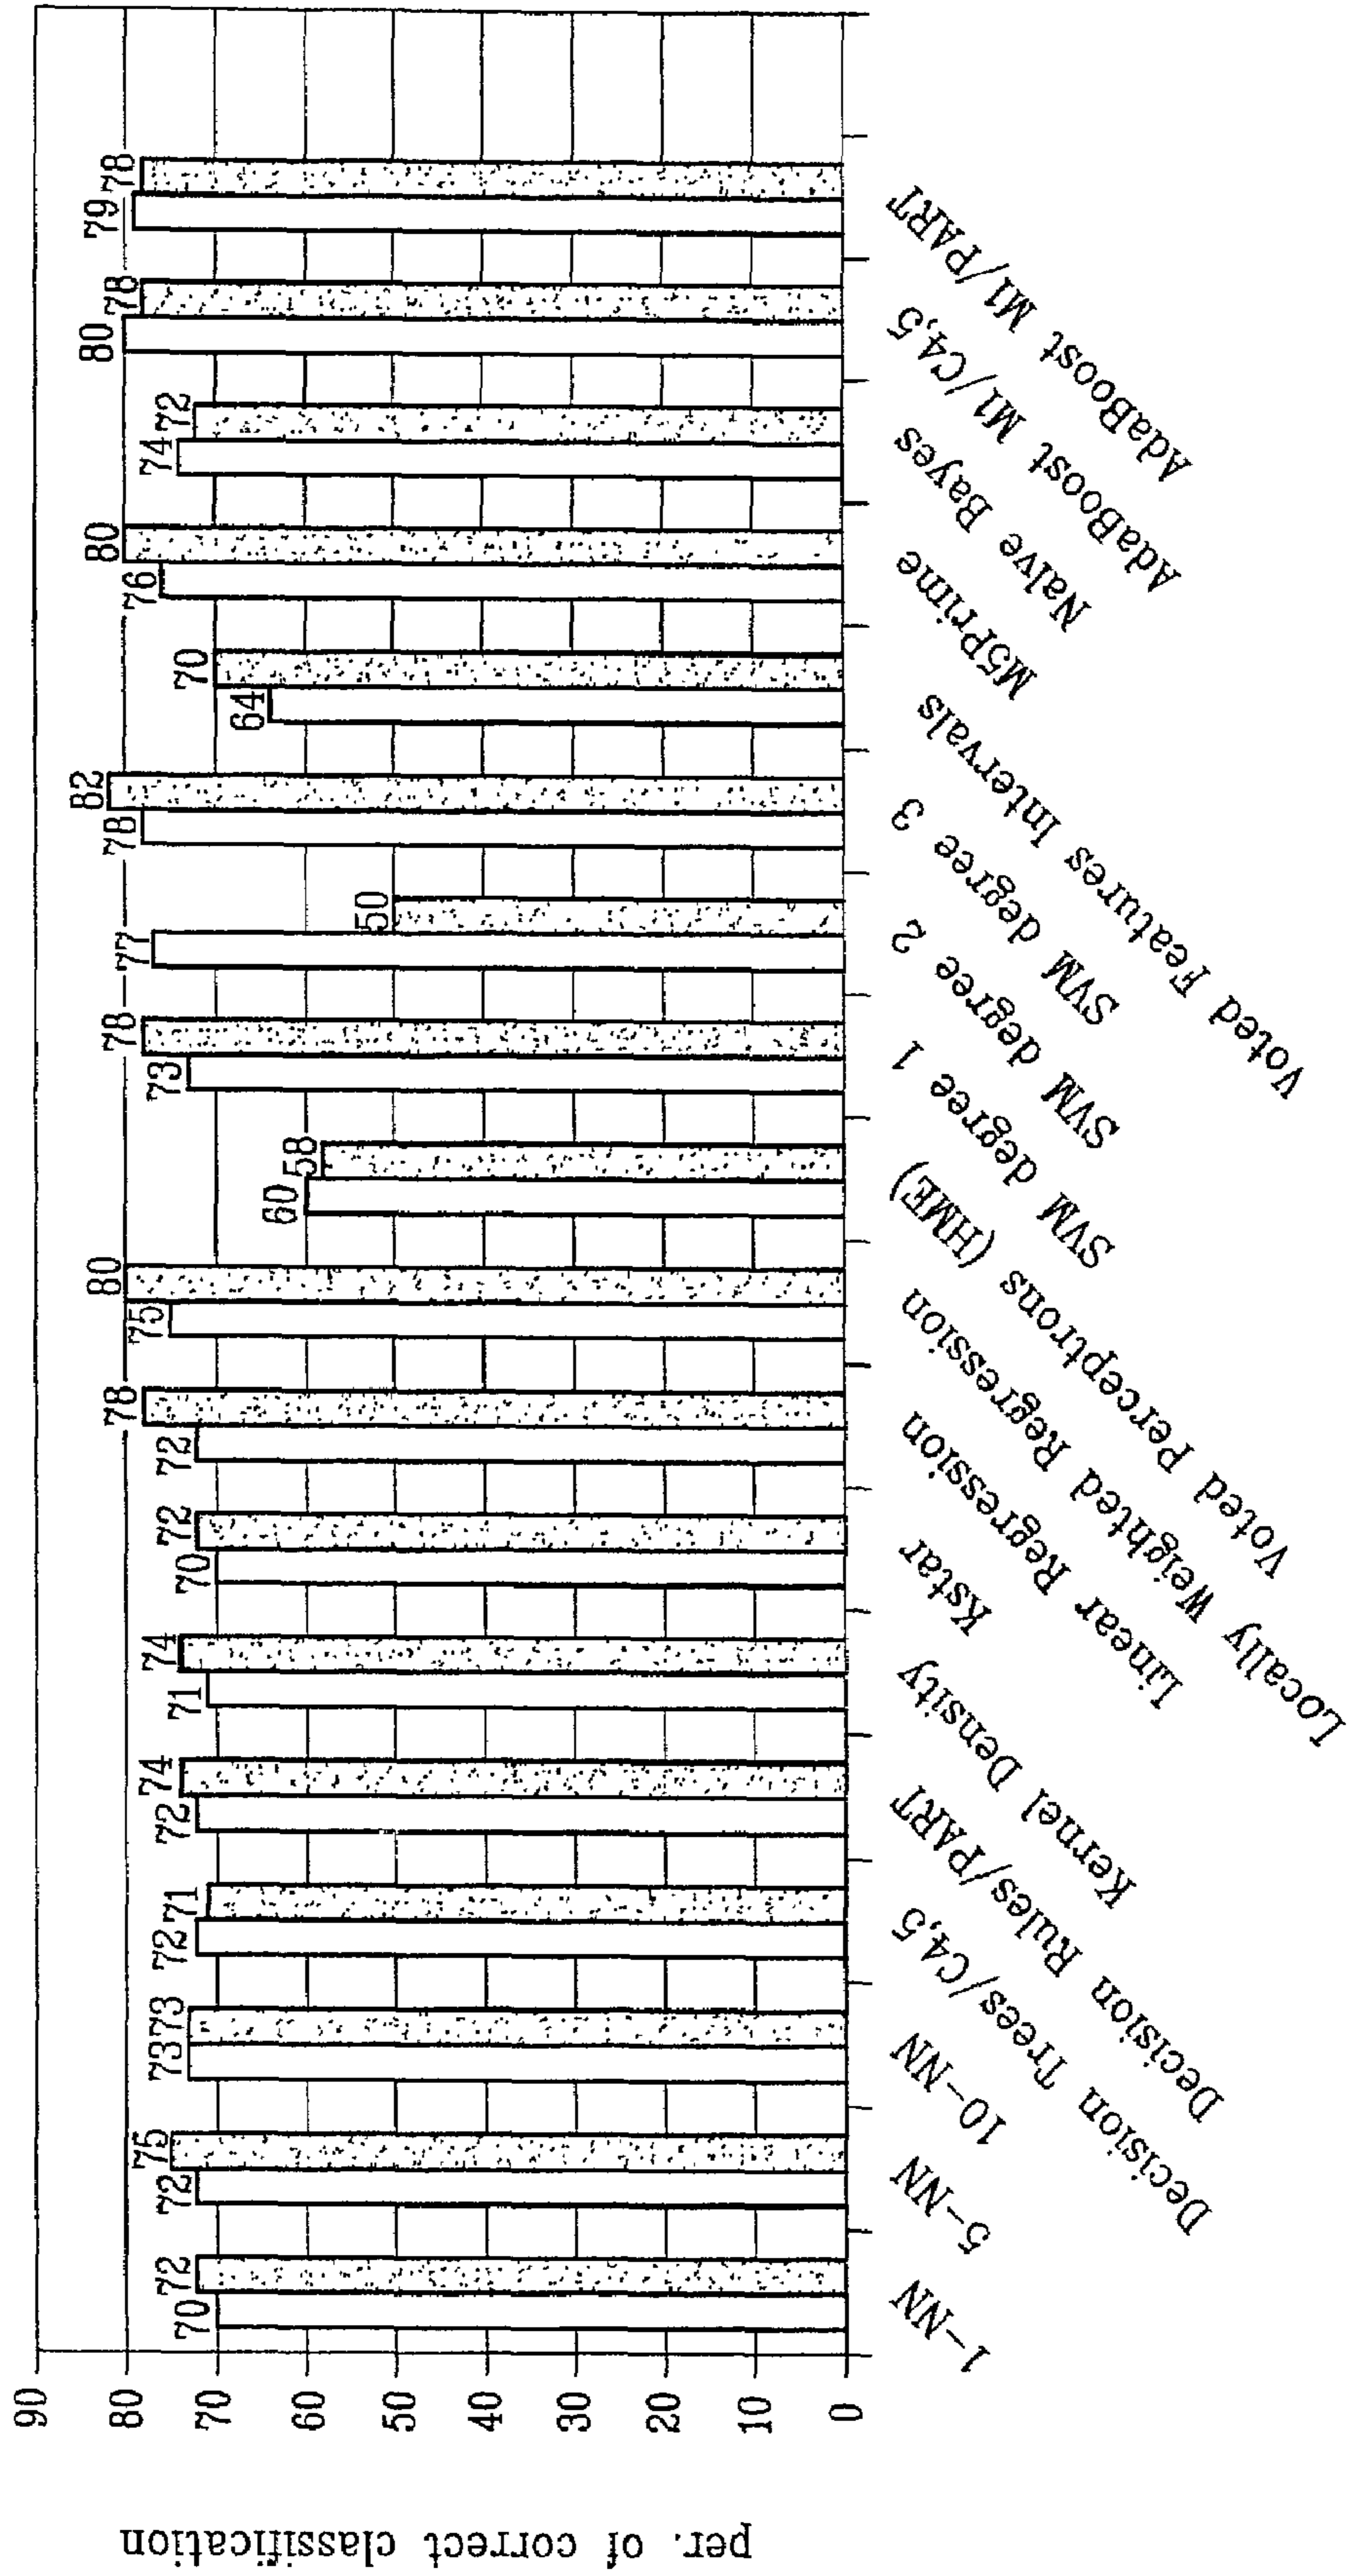 per. of correct classification
90
80
70
60
50
40
30
20
10
0
70
72
72
75
73
73
72
71
72
74
71
74
70
72
72
78
75
80
60
58
73
78
77
50
78
82
64
70
76
80
74
72
80
78
79
78
1-NN
5-NN
10-NN
Decision Trees/C4,5
Decision Rules/PART
Kernel Density
Kstar
Linear Regression
Locally Weighted Regression
Voted Perceptrons (HME)
SVM degree 1
SVM degree 2
SVM degree 3
Voted Features Intervals
M5Prime
Naive Bayes
AdaBoost M1/C4,5
AdaBoost M1/PART